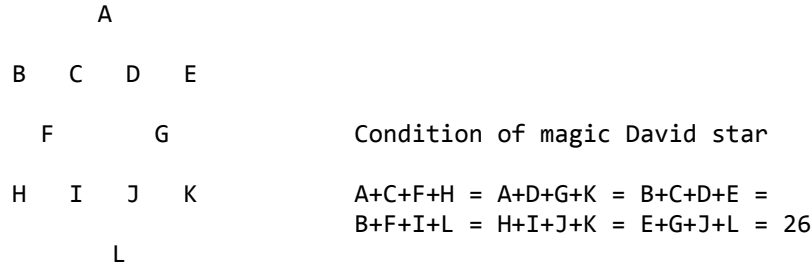 A
B C D E
F G Condition of magic David star
H I J K A+C+F+H = A+D+G+K = B+C+D+E =
B+F+I+L = H+I+J+K = E+G+J+L = 26
L